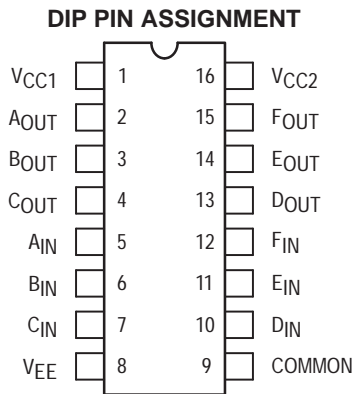 DIP PIN ASSIGNMENT
VCC1 1 16 VCC2
AOUT 2 15 FOUT
BOUT 3 14 EOUT
COUT 4 13 DOUT
AIN 5 12 FIN
BIN 6 11 EIN
CIN 7 10 DIN
VEE 8 9 COMMON